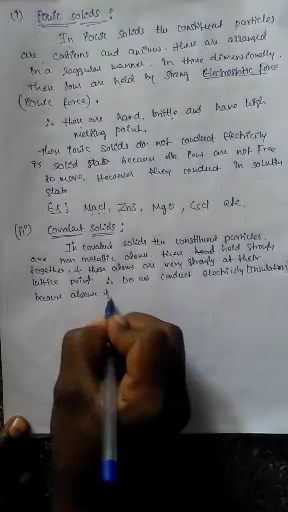 (i) Ionic solids :
In Ionic Solids the constituent particles
are Cations and anions. these are arranged
in a regular manner. In three dimensionally.
These ions are held by strong Electrostatic force
(ionic force).
∴ they are hard, brittle and have high
melting point.
they ionic Solids do not conduct Electricity
is solid state because the ions are not free
to move. However they conduct in solution
state
Ex; Nacl, ZnS, MgO, Cscl etc.
(ii) Covalent Solids :
In covalent solids the constituent particles.
are non metallic atoms these held strongly
together, & these atoms are very strongly at their
lattice point. ∴ Do not conduct electricity (Insulators)
because absence